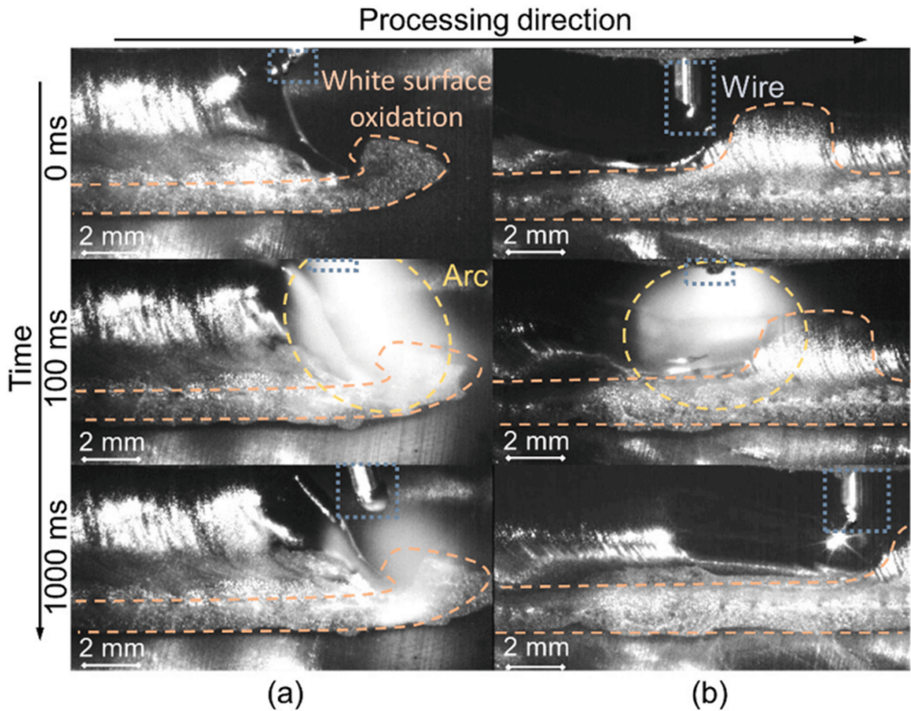 Processing direction
White surface
oxidation
Wire
0 ms
2 mm
2 mm
Arc
Time
100 ms
2 mm
2 mm
1000 ms
2 mm
2 mm
(a)
(b)